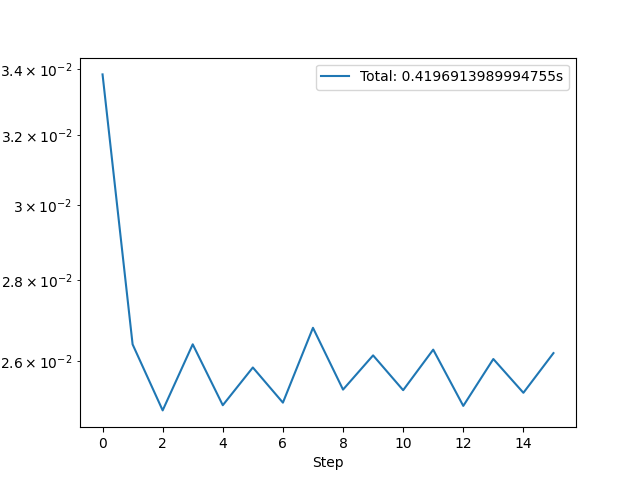 Total: 0.4196913989994755s
3.4 × 10⁻²
3.2 × 10⁻²
3 × 10⁻²
2.8 × 10⁻²
2.6 × 10⁻²
0 2 4 6 8 10 12 14
Step